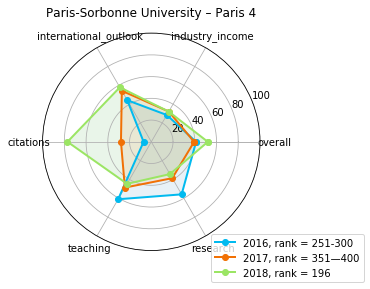 Paris-Sorbonne University – Paris 4
international_outlook
industry_income
100
80
60
40
20
citations
overall
teaching
research
2016, rank = 251-300
2017, rank = 351—400
2018, rank = 196